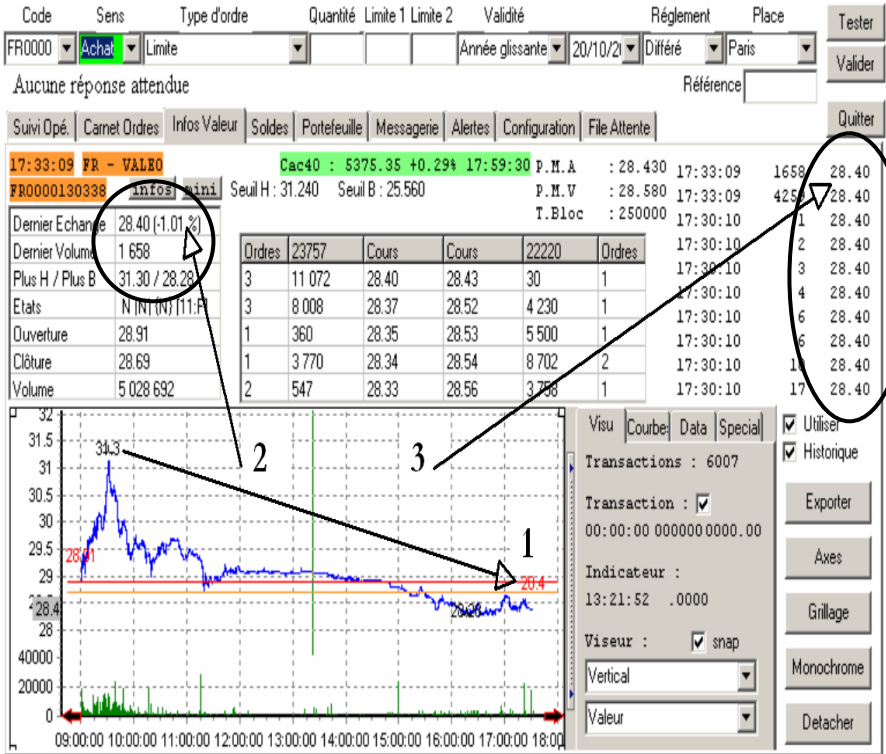 Code Sens Type d'ordre Quantité Limite 1 Limite 2 Validité Réglement Place Tester
FR0000 Achat Limite Année glissante 20/10/2 Différé Paris Valider
Aucune réponse attendue Référence
Suivi Opé. Carnet Ordres Infos Valeur Soldes Portefeuille Messagerie Alertes Configuration File Attente Quitter
17:33:09 FR - VALEO Cac40 : 5375.35 +0.29% 17:59:30 P.M.A : 28.430 17:33:09 1658 28.40
FR0000130338 infos mini Seuil H : 31.240 Seuil B : 25.560 P.M.V : 28.580 17:33:09 4259 28.40
T.Bloc : 250000 17:30:10 1 28.40
Dernier Echange 28.40 (-1.01 %)
Dernier Volume 1 658 Ordres 23757 Cours Cours 22220 Ordres 17:30:10 2 28.40
Plus H / Plus B 31.30 / 28.28 3 11 072 28.40 28.43 30 1 17:30:10 3 28.40
Etats 3 8 008 28.37 28.52 4 230 1 17:30:10 4 28.40
17:30:10 6 28.40
Ouverture 28.91 1 360 28.35 28.53 5 500 1 17:30:10 6 28.40
Clôture 28.69 1 3 770 28.34 28.54 8 702 2 17:30:10 10 28.40
Volume 5 028 692 2 547 28.33 28.56 3 758 1 17:30:10 17 28.40
32
31.5
31
30.5
30
29.5
29
28.4
28
40000
20000
0
31.3
28.91
28.4
28.28
1
2
3
09:00:00 10:00:00 11:00:00 12:00:00 13:00:00 14:00:00 15:00:00 16:00:00 17:00:00 18:00
Visu Courbe Data Special
Transactions : 6007
Transaction :
00:00:00 000000 0000.00
Indicateur :
13:21:52 .0000
Viseur : snap
Vertical
Valeur
Utiliser
Historique
Exporter
Axes
Grillage
Monochrome
Detacher